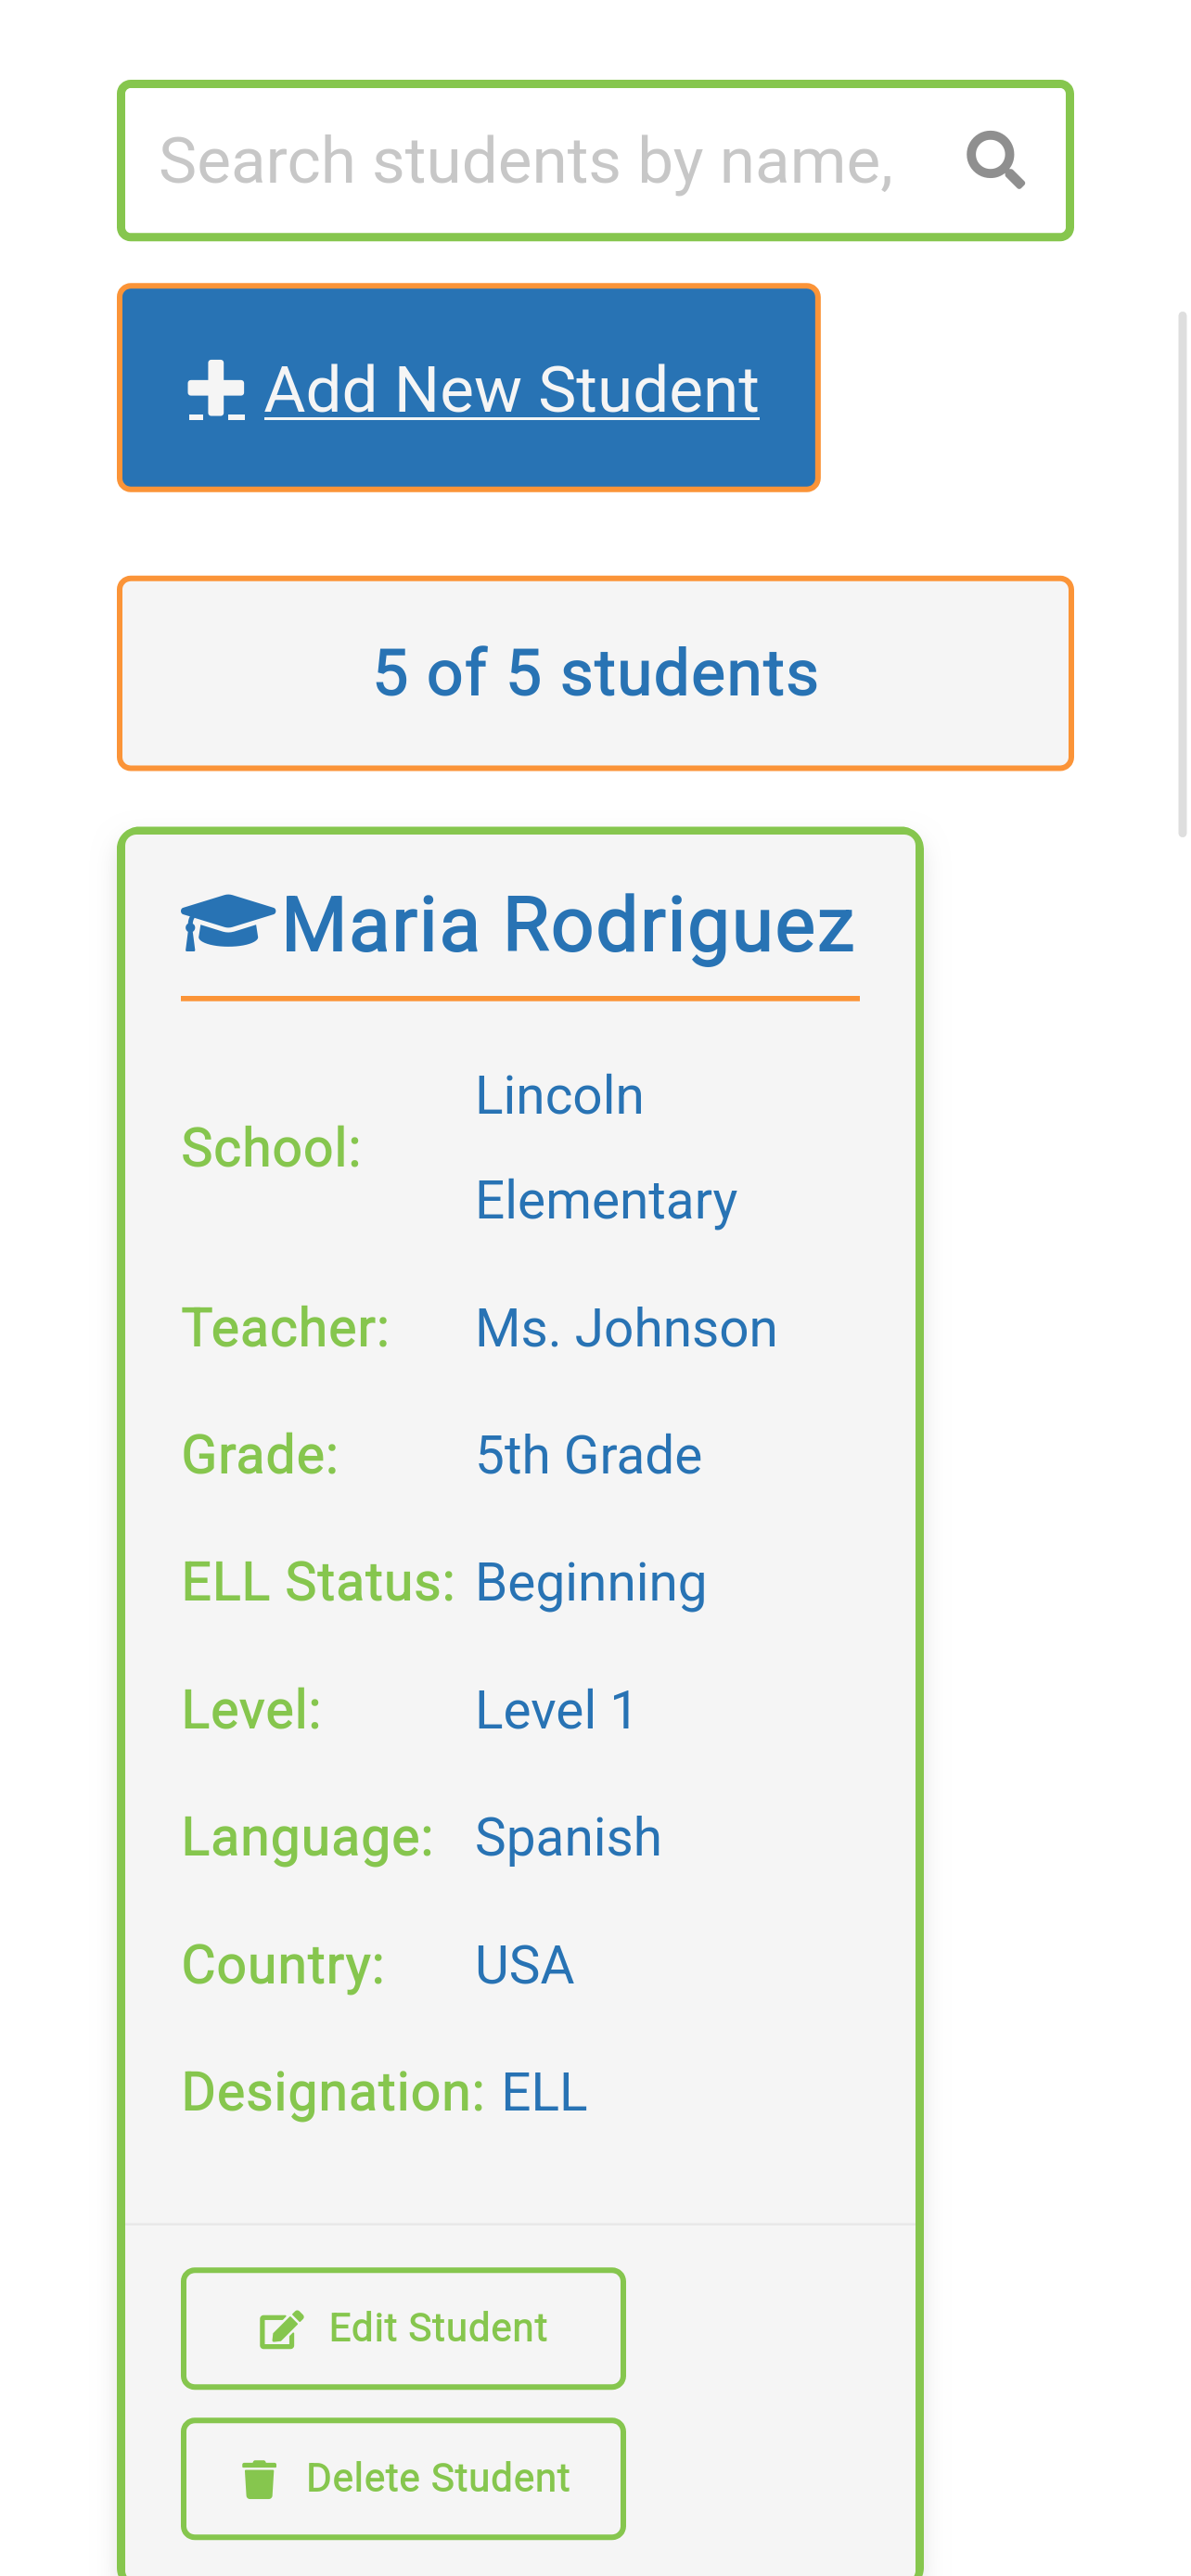 Search students by name,
Add New Student
5 of 5 students
Maria Rodriguez
School: Lincoln
Elementary
Teacher: Ms. Johnson
Grade: 5th Grade
ELL Status: Beginning
Level: Level 1
Language: Spanish
Country: USA
Designation: ELL
Edit Student
Delete Student